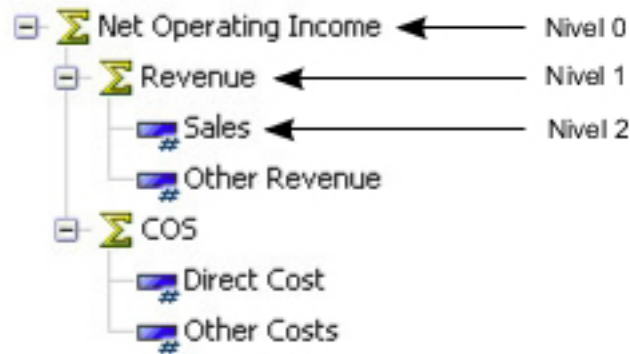 Net Operating Income Nivel 0
Revenue Nivel 1
Sales Nivel 2
Other Revenue
COS
Direct Cost
Other Costs